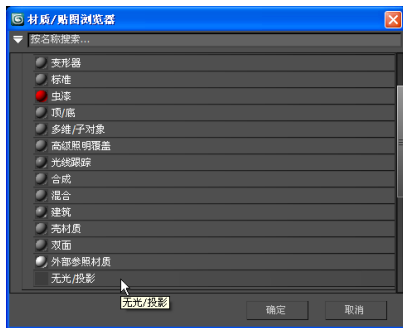 材质/贴图浏览器
按名称搜索...
变形器
标准
虫漆
顶/底
多维/子对象
高级照明覆盖
光线跟踪
合成
混合
建筑
壳材质
双面
外部参照材质
无光/投影
无光/投影
确定
取消